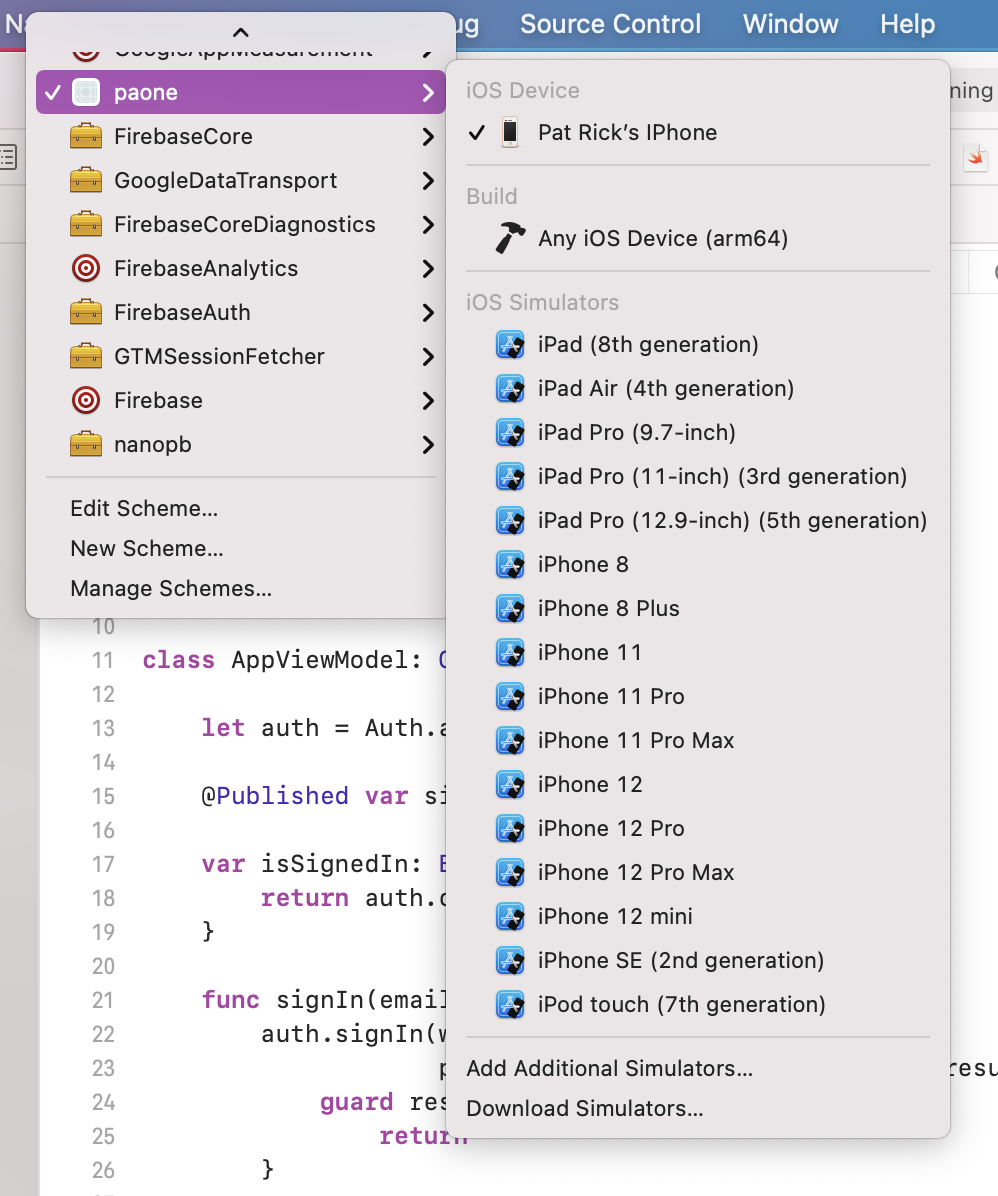 Source Control
Window
Help
GoogleAppMeasurement
paone
FirebaseCore
GoogleDataTransport
FirebaseCoreDiagnostics
FirebaseAnalytics
FirebaseAuth
GTMSessionFetcher
Firebase
nanopb
Edit Scheme...
New Scheme...
Manage Schemes...
iOS Device
Pat Rick’s IPhone
Build
Any iOS Device (arm64)
iOS Simulators
iPad (8th generation)
iPad Air (4th generation)
iPad Pro (9.7-inch)
iPad Pro (11-inch) (3rd generation)
iPad Pro (12.9-inch) (5th generation)
iPhone 8
iPhone 8 Plus
iPhone 11
iPhone 11 Pro
iPhone 11 Pro Max
iPhone 12
iPhone 12 Pro
iPhone 12 Pro Max
iPhone 12 mini
iPhone SE (2nd generation)
iPod touch (7th generation)
Add Additional Simulators...
Download Simulators...
10
11 class AppViewModel:
12
13 let auth = Auth.
14
15 @Published var
16
17 var isSignedIn:
18 return auth.
19 }
20
21 func signIn(email
22 auth.signIn(
23
24 guard res
25 return
26 }